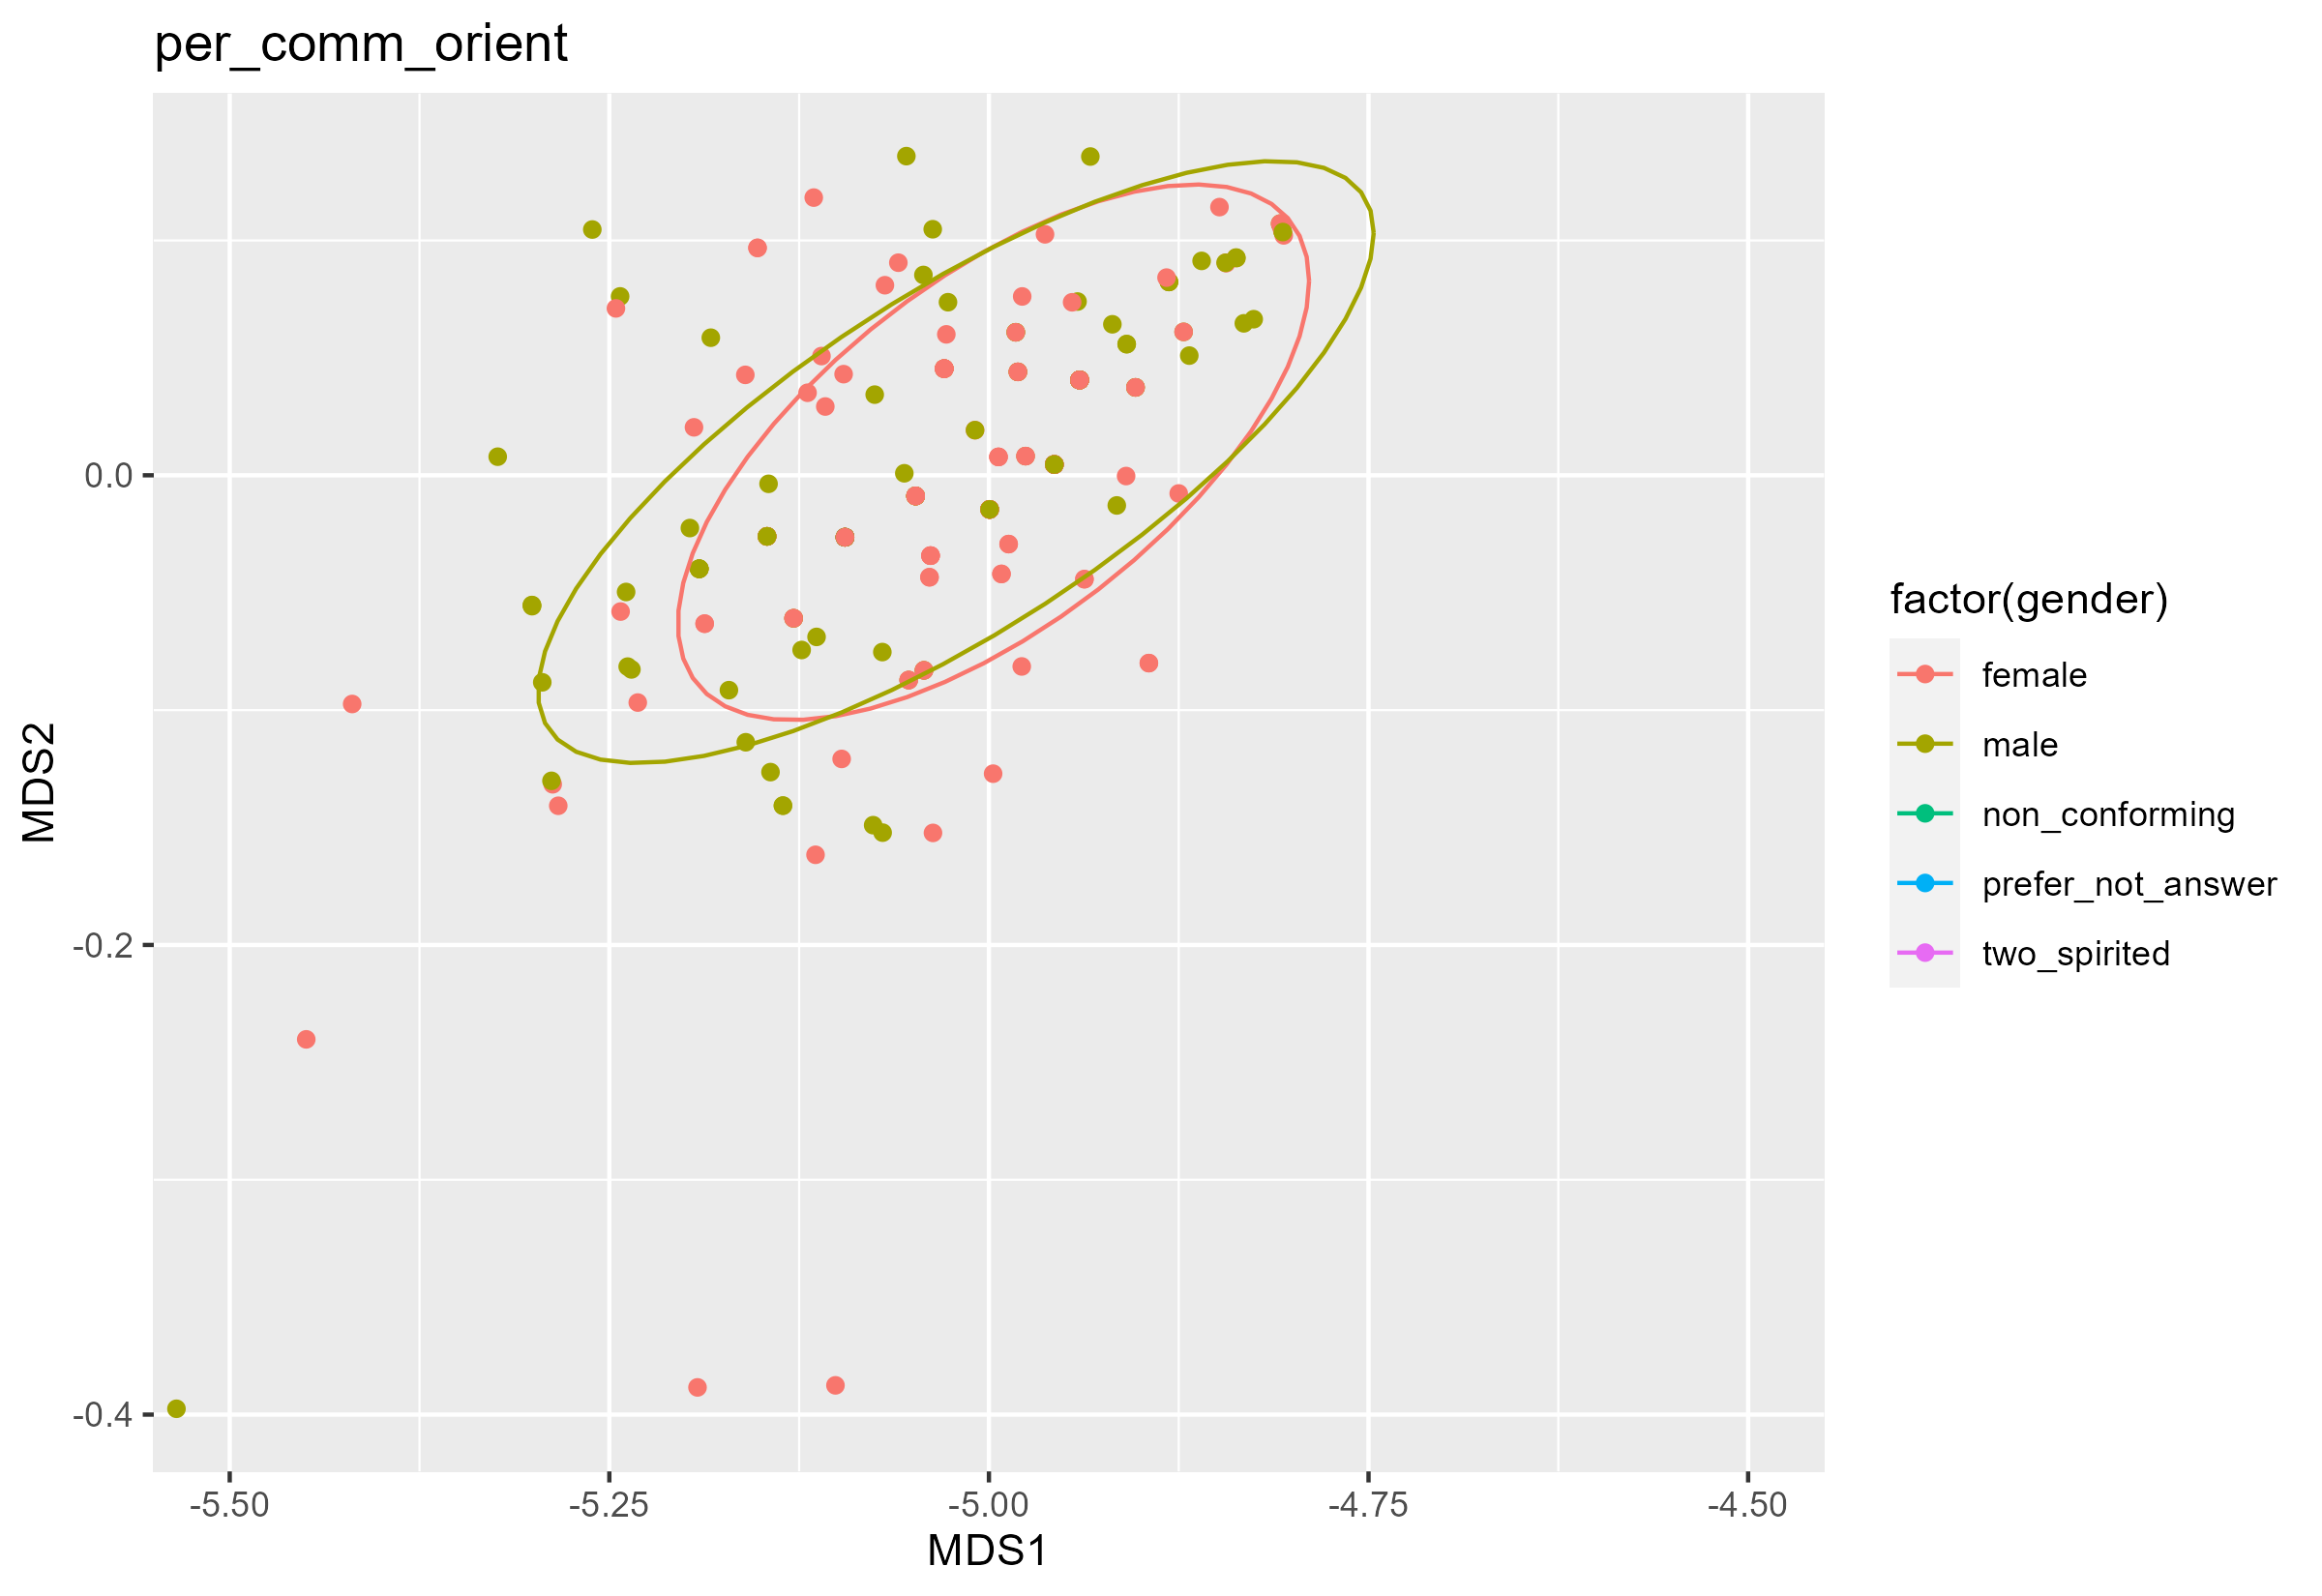 per_comm_orient
0.0
-0.2
-0.4
MDS2
-5.50
-5.25
-5.00
-4.75
-4.50
MDS1
factor(gender)
female
male
non_conforming
prefer_not_answer
two_spirited